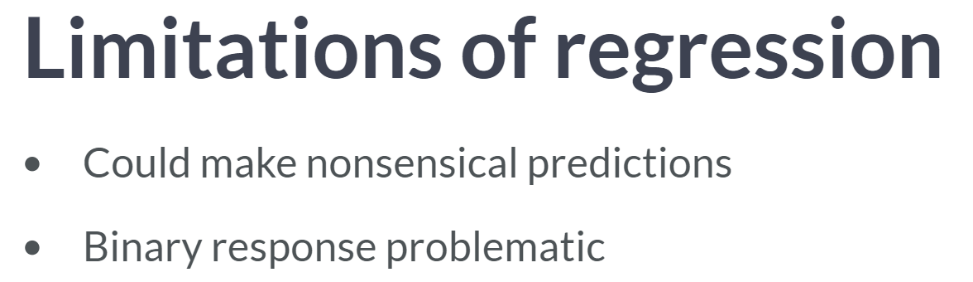 Limitations of regression
• Could make nonsensical predictions
• Binary response problematic